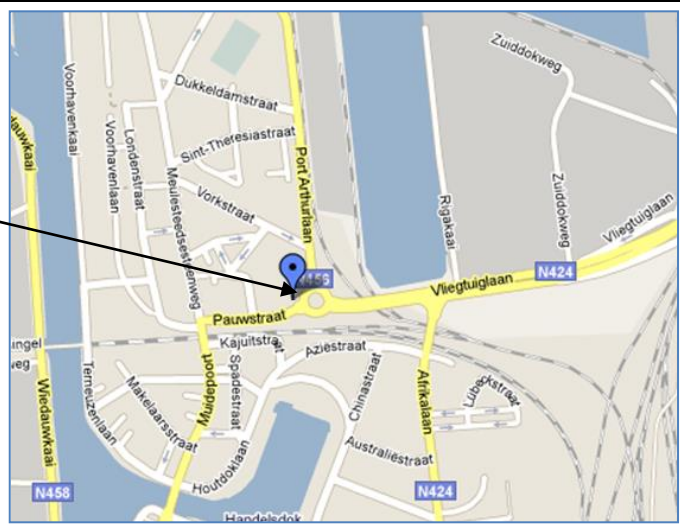 Zuiddokweg
Voorhavenkaai
Dukkeldamstraat
Londenstraat
Voorhavenlaan
Meulesteedsesteenweg
Sint-Theresiastraat
Port Arthurlaan
Vorkstraat
Rigakaai
Zuiddokweg
Vliegtuiglaan
N424
Vliegtuiglaan
Pauwstraat
Kajuitstraat
Aziestraat
Spadestraat
Muidepoort
Makelaarsstraat
Terneuzenlaan
Wiedauwkaai
Chinastraat
Afrikalaan
Australiestraat
Houtdoklaan
N458
N424
Handelsdok